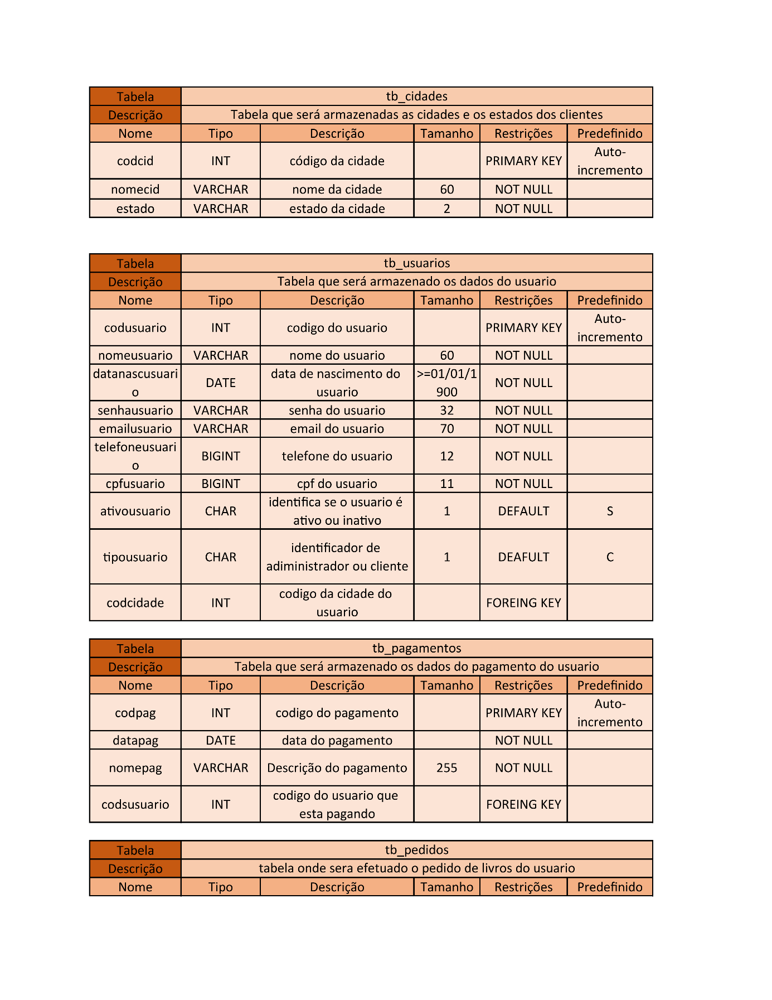 Tabela tb_cidades
Descrição Tabela que será armazenadas as cidades e os estados dos clientes
Nome Tipo Descrição Tamanho Restrições Predefinido
codcid INT código da cidade PRIMARY KEY Auto-
incremento
nomecid VARCHAR nome da cidade 60 NOT NULL
estado VARCHAR estado da cidade 2 NOT NULL
Tabela tb_usuarios
Descrição Tabela que será armazenado os dados do usuario
Nome Tipo Descrição Tamanho Restrições Predefinido
codusuario INT codigo do usuario PRIMARY KEY Auto-
incremento
nomeusuario VARCHAR nome do usuario 60 NOT NULL
datanascusuari
o DATE data de nascimento do
usuario >=01/01/1
900 NOT NULL
senhausuario VARCHAR senha do usuario 32 NOT NULL
emailusuario VARCHAR email do usuario 70 NOT NULL
telefoneusuari
o BIGINT telefone do usuario 12 NOT NULL
cpfusuario BIGINT cpf do usuario 11 NOT NULL
ativousuario CHAR identifica se o usuario é
ativo ou inativo 1 DEFAULT S
tipousuario CHAR identificador de
adiministrador ou cliente 1 DEAFULT C
codcidade INT codigo da cidade do
usuario FOREING KEY
Tabela tb_pagamentos
Descrição Tabela que será armazenado os dados do pagamento do usuario
Nome Tipo Descrição Tamanho Restrições Predefinido
codpag INT codigo do pagamento PRIMARY KEY Auto-
incremento
datapag DATE data do pagamento NOT NULL
nomepag VARCHAR Descrição do pagamento 255 NOT NULL
codsusuario INT codigo do usuario que
esta pagando FOREING KEY
Tabela tb_pedidos
Descrição tabela onde sera efetuado o pedido de livros do usuario
Nome Tipo Descrição Tamanho Restrições Predefinido